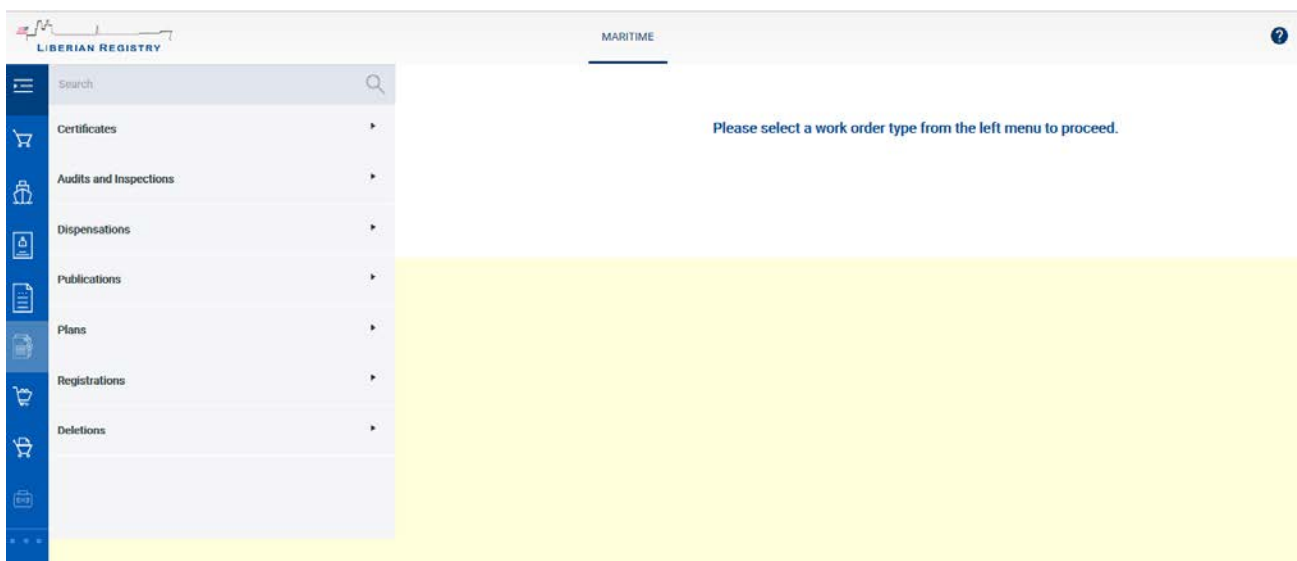 LIBERIAN REGISTRY
MARITIME
?
Search
Certificates
Please select a work order type from the left menu to proceed.
Audits and Inspections
Dispensations
Publications
Plans
Registrations
Deletions